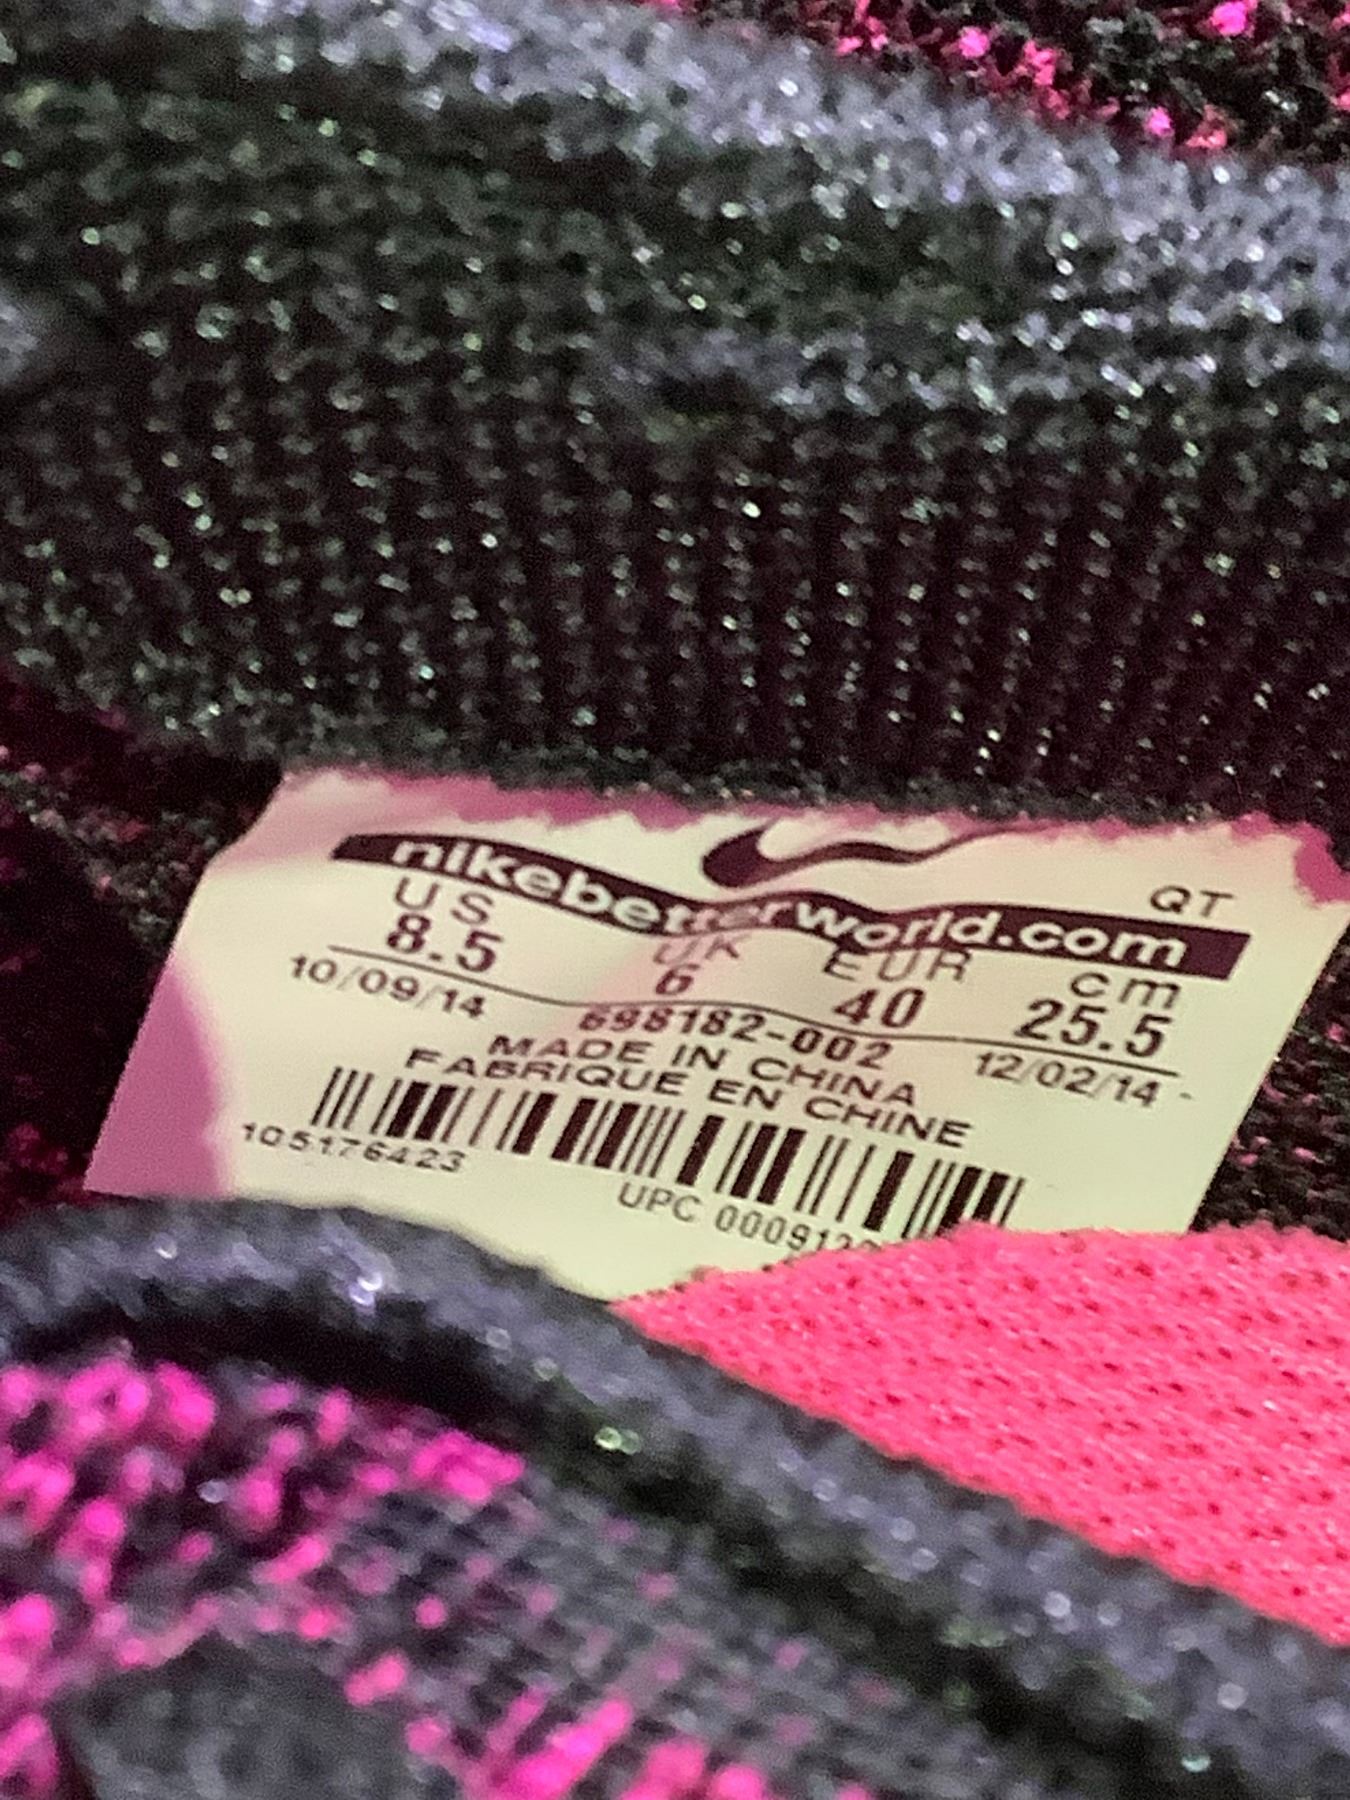 QT
nikebetterworld.com
US UK EUR cm
8.5 6 40 25.5
10/09/14 698182-002 12/02/14
MADE IN CHINA
FABRIQUE EN CHINE
105176423
UPC